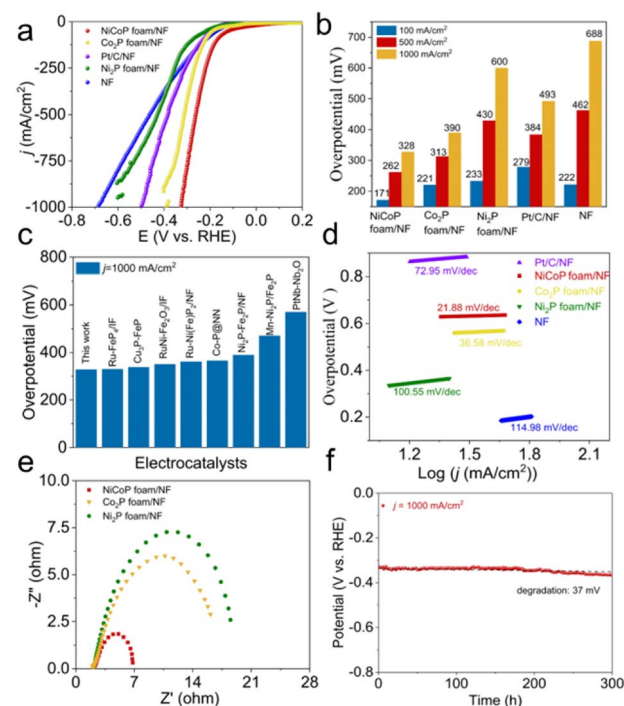 a
NiCoP foam/NF
Co2P foam/NF
Pt/C/NF
Ni2P foam/NF
NF
0
-250
-500
-750
-1000
j (mA/cm²)
-0.8 -0.6 -0.4 -0.2 0.0 0.2
E (V vs. RHE)
b
100 mA/cm²
500 mA/cm²
1000 mA/cm²
700
600
500
400
300
200
Overpotential (mV)
171 262 328
221 313 390
233 430 600
279 384 493
222 462 688
NiCoP foam/NF
Co2P foam/NF
Ni2P foam/NF
Pt/C/NF
NF
c
j=1000 mA/cm²
800
600
400
200
0
Overpotential (mV)
This work
Ru-FeP4/IF
Cu3P-FeP
RuNi-Fe2O3/IF
Ru-Ni(Fe)P2/NF
Co-P@NN
Ni2P-Fe2P/NF
Mn-Ni2P/Fe2P
PtNb-Nb2O
Electrocatalysts
d
Pt/C/NF
NiCoP foam/NF
Co2P foam/NF
Ni2P foam/NF
NF
72.95 mV/dec
21.88 mV/dec
36.58 mV/dec
100.55 mV/dec
114.98 mV/dec
0.8
0.6
0.4
0.2
Overpotential (V)
1.2 1.5 1.8 2.1
Log (j (mA/cm²))
e
NiCoP foam/NF
Co2P foam/NF
Ni2P foam/NF
10.0
7.5
5.0
2.5
0.0
-Z" (ohm)
0 7 14 21 28
Z' (ohm)
f
j = 1000 mA/cm²
degradation: 37 mV
0.0
-0.2
-0.4
-0.6
-0.8
Potential (V vs. RHE)
0 100 200 300
Time (h)